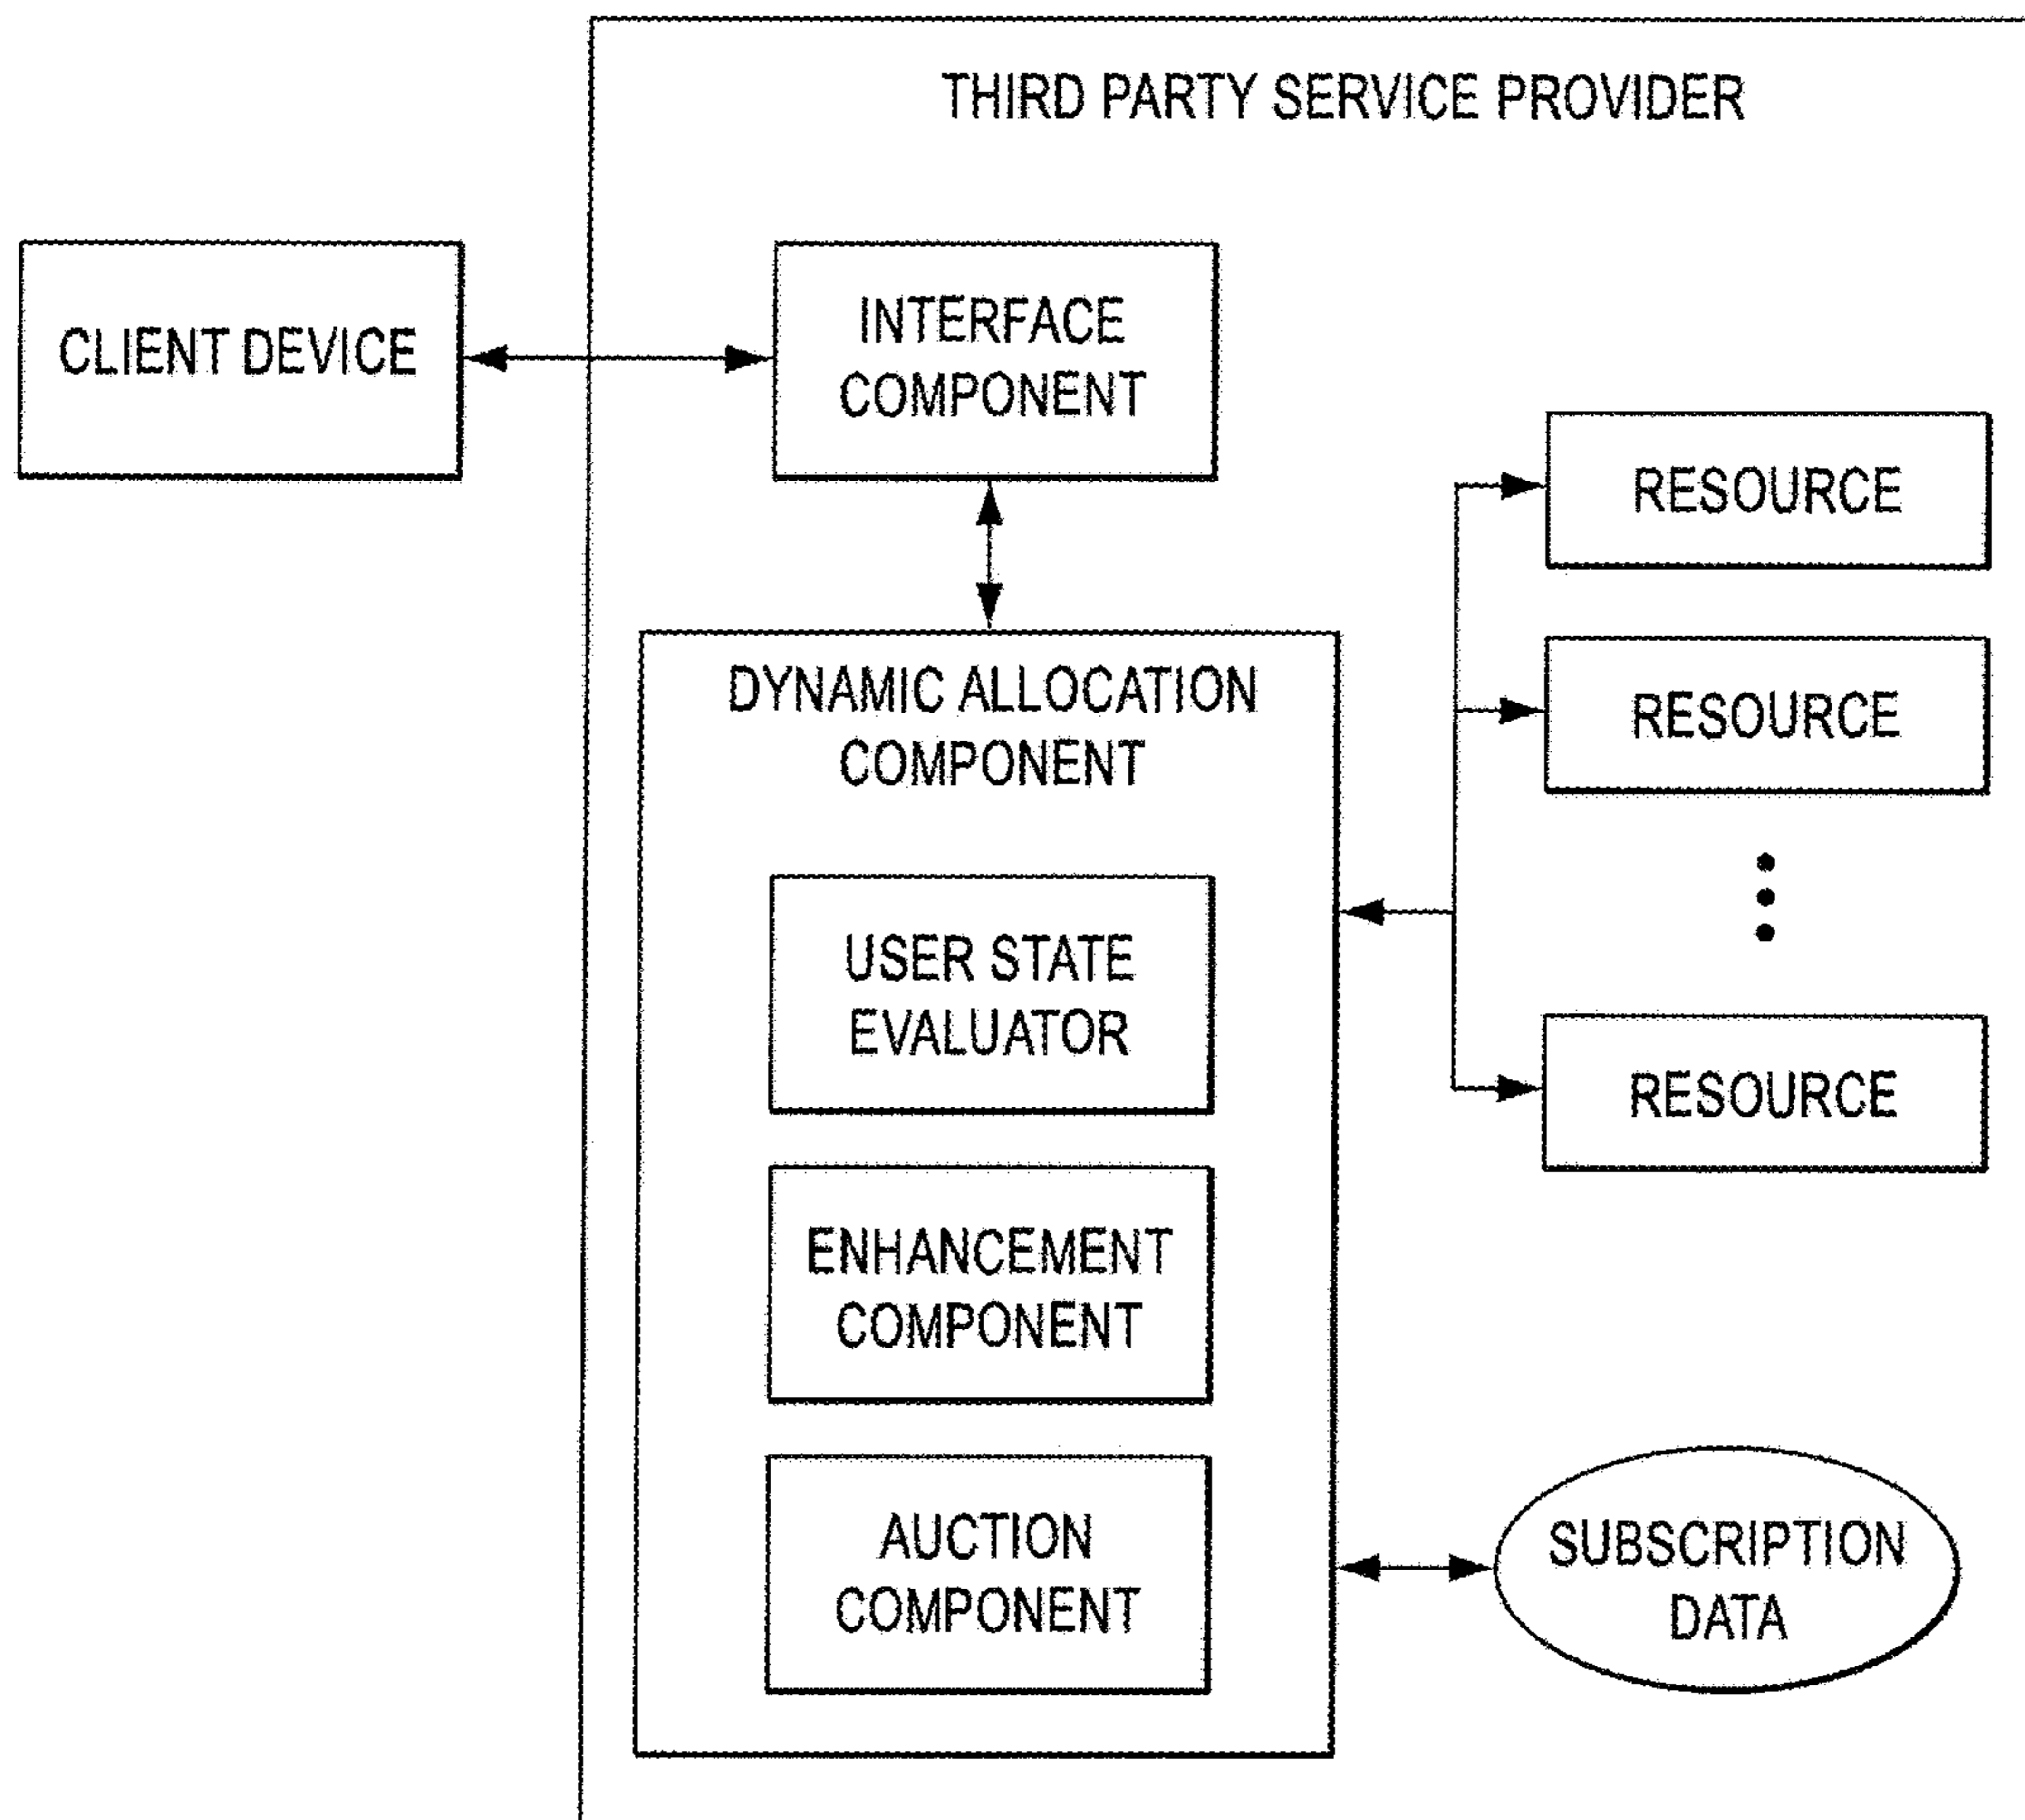 THIRD PARTY SERVICE PROVIDER
CLIENT DEVICE
INTERFACE
COMPONENT
RESOURCE
DYNAMIC ALLOCATION
COMPONENT
RESOURCE
USER STATE
EVALUATOR
RESOURCE
ENHANCEMENT
COMPONENT
AUCTION
COMPONENT
SUBSCRIPTION
DATA